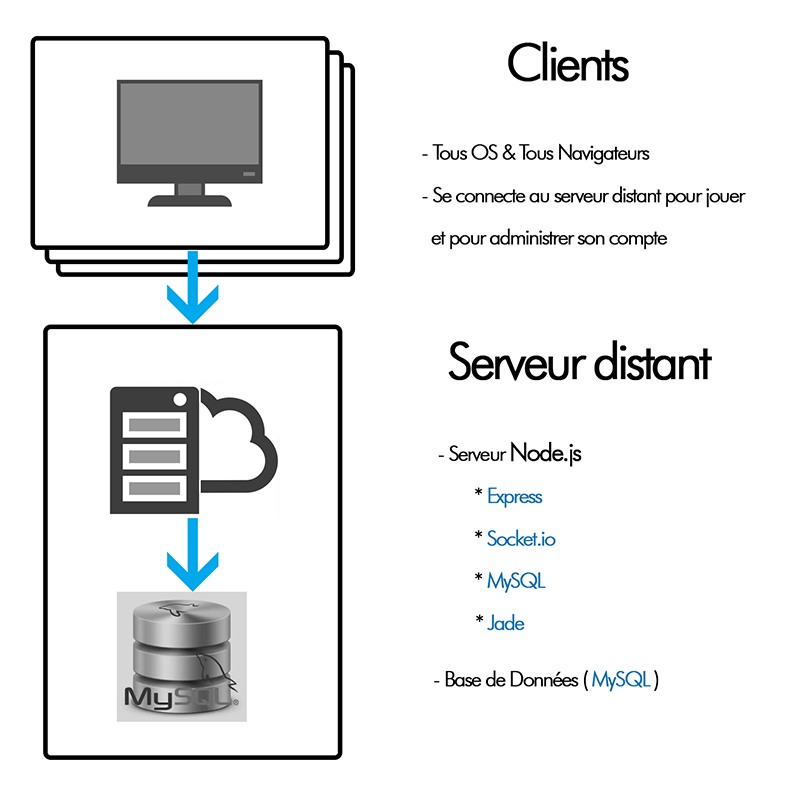 Clients
- Tous OS & Tous Navigateurs
- Se connecte au serveur distant pour jouer
et pour administrer son compte
Serveur distant
- Serveur Node.js
* Express
* Socket.io
* MySQL
* Jade
- Base de Données ( MySQL )
MySQL®